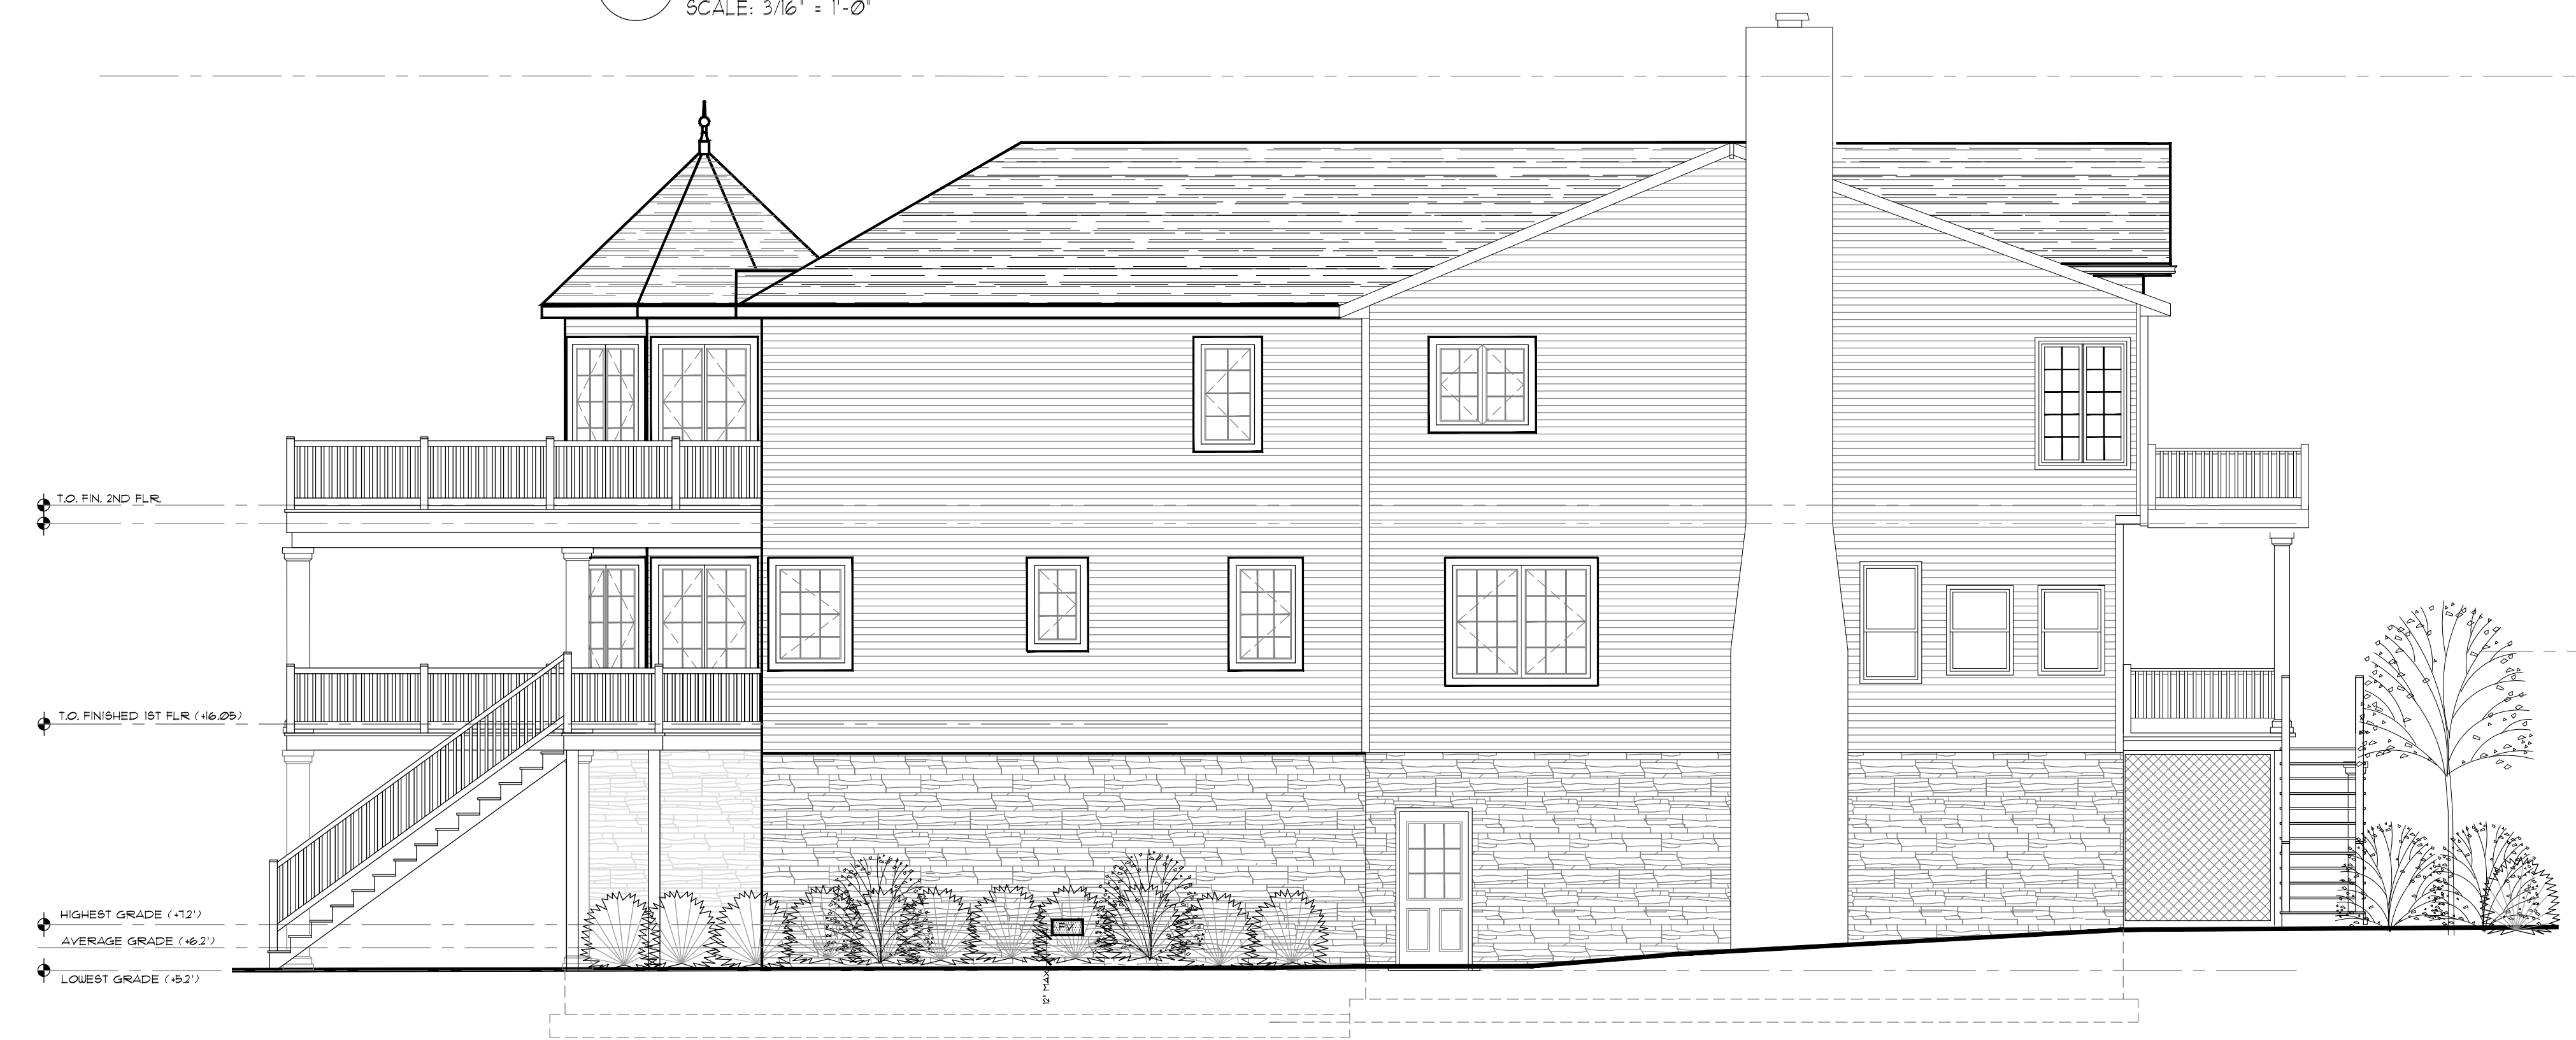 SCALE: 3/16" = 1'-0"
T.O. FIN. 2ND FLR.
T.O. FINISHED 1ST FLR (+16.05)
HIGHEST GRADE (+7.2')
AVERAGE GRADE (+6.2')
LOWEST GRADE (+5.2')
F.V.
12" MAX